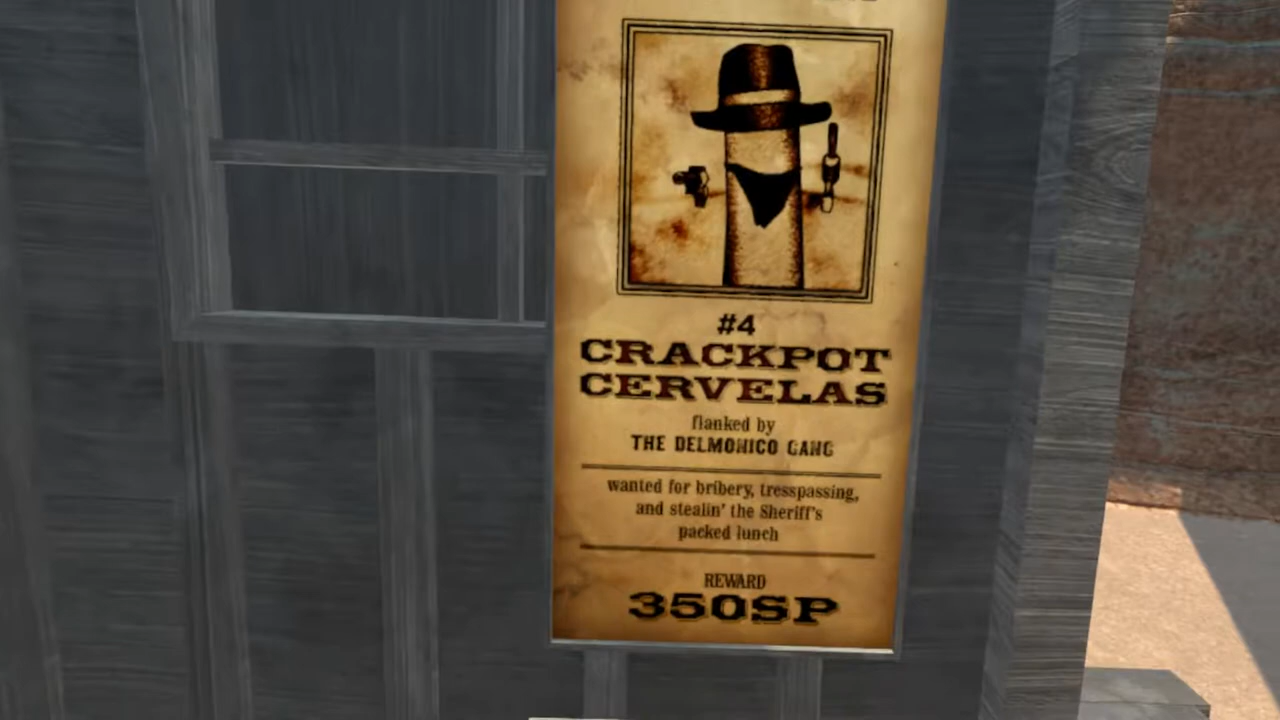 #4
CRACKPOT
CERVELAS
flanked by
THE DELMONICO GANG
wanted for bribery, tresspassing,
and stealin' the Sheriff's
packed lunch
REWARD
350SP